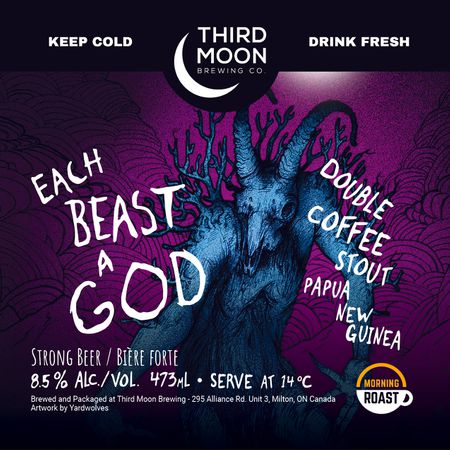 KEEP COLD
THIRD
MOON
BREWING CO.
DRINK FRESH
EACH
BEAST
A
GOD
DOUBLE
COFFEE
STOUT
PAPUA
NEW
GUINEA
STRONG BEER / BIÈRE FORTE
8.5% ALC/VOL. 473mL • SERVE AT 14°C
Brewed and Packaged at Third Moon Brewing - 295 Alliance Rd. Unit 3, Milton, ON Canada
Artwork by Yardwolves
MORNING
ROAST